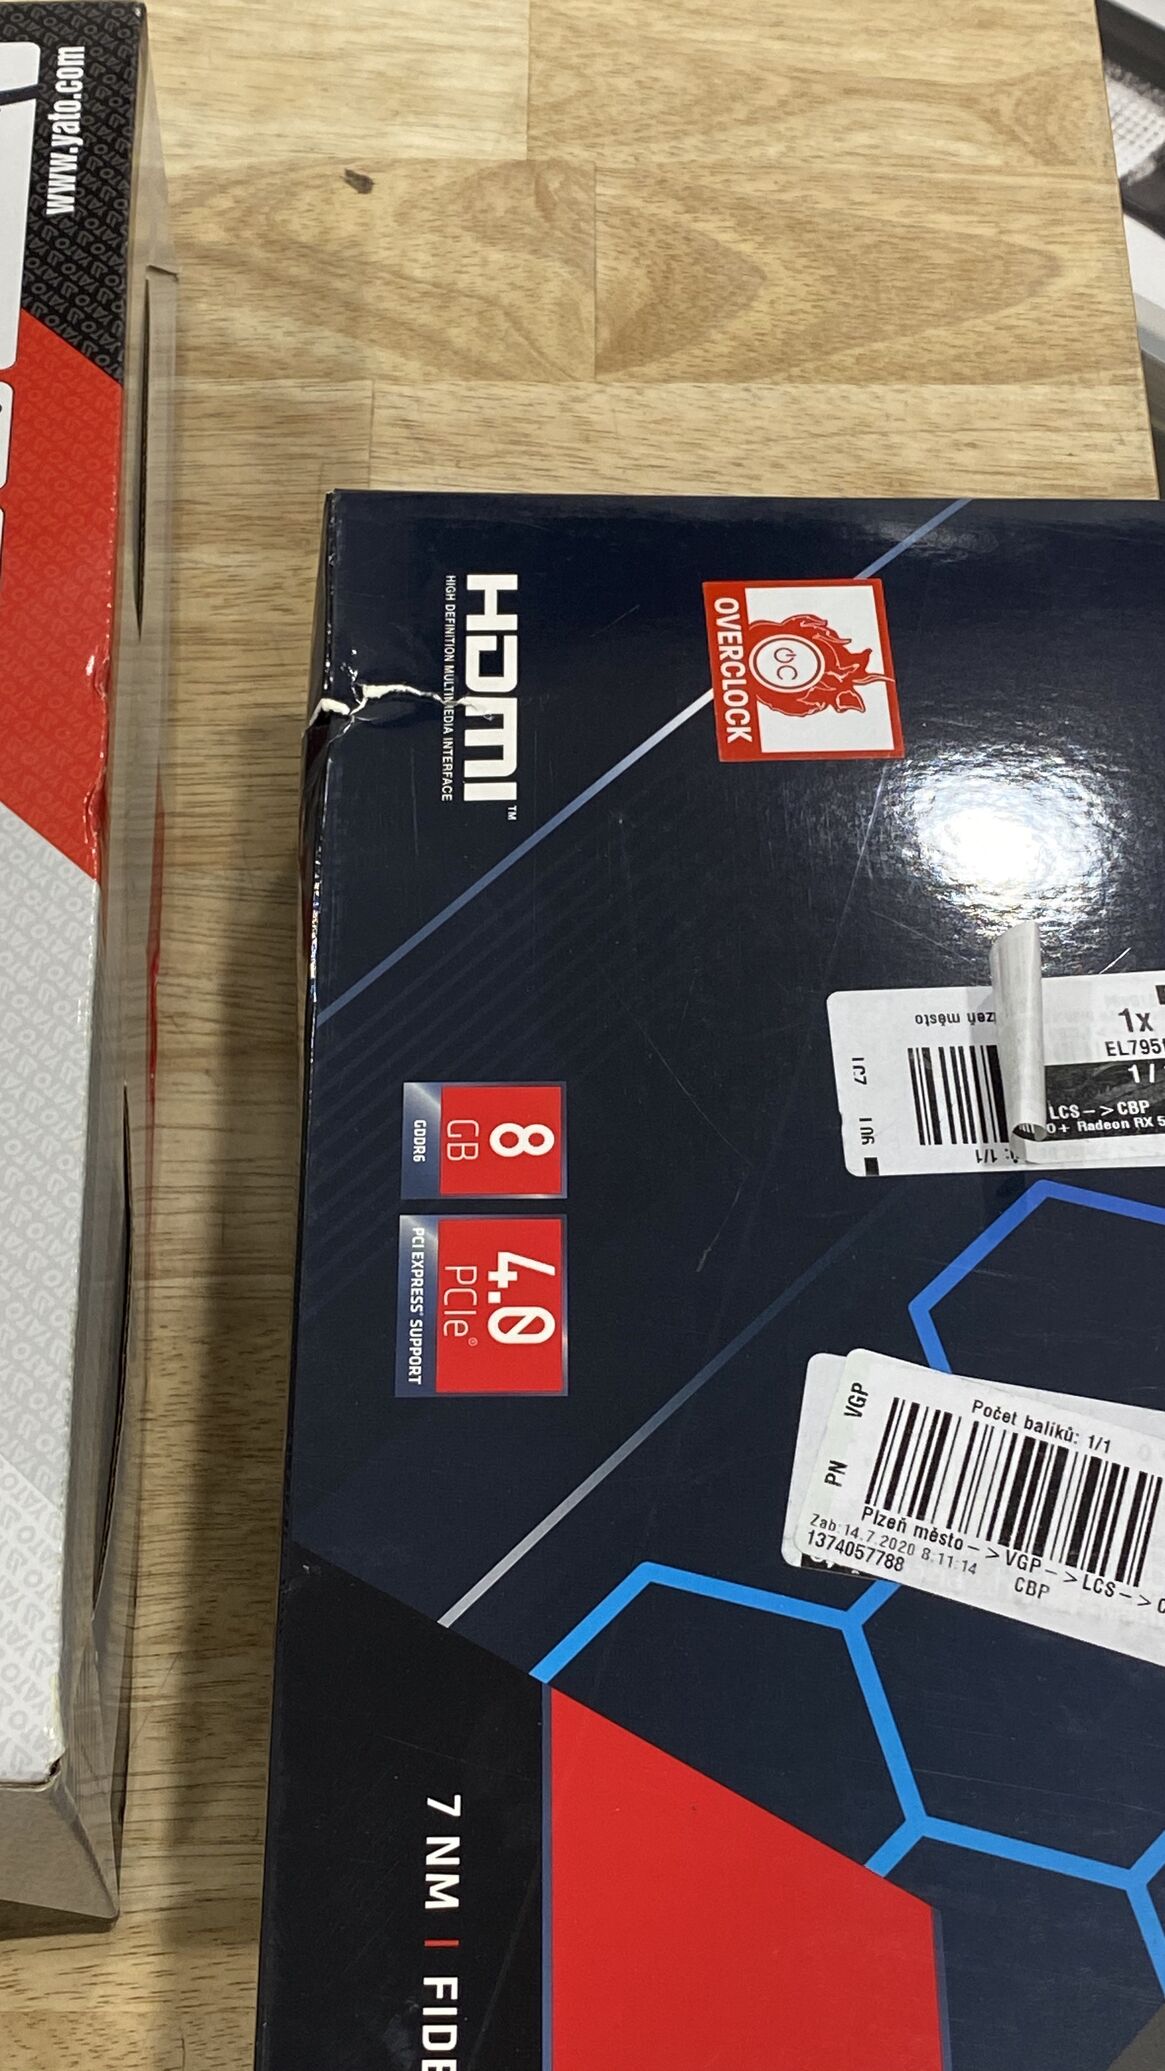 www.yato.com
HDMI™
HIGH DEFINITION MULTIMEDIA INTERFACE
OVERCLOCK
OC
8
GB
GDDR6
4.0
PCIe®
PCI EXPRESS® SUPPORT
1x
1/1
LCS-->CBP
Radeon RX
Počet balíků: 1/1
VGP
PN
Plzeň město-->VGP-->LCS-->
Zab:14.7.2020 8:11:14
CBP
1374057788
7 NM |